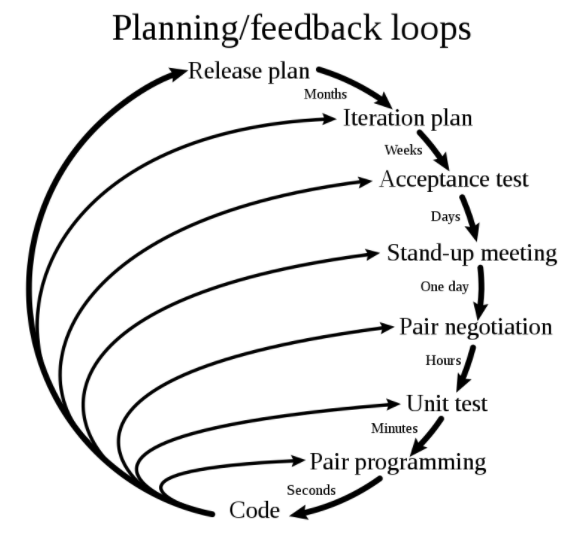 Planning/feedback loops
Release plan
Months
Iteration plan
Weeks
Acceptance test
Days
Stand-up meeting
One day
Pair negotiation
Hours
Unit test
Minutes
Pair programming
Seconds
Code